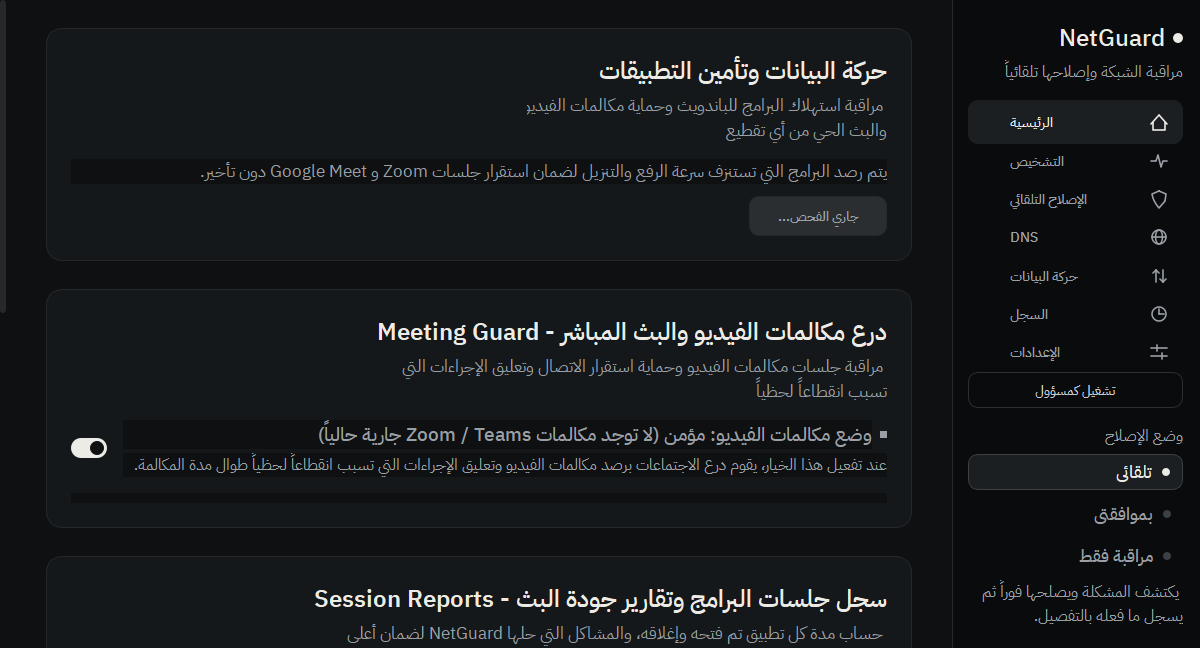 NetGuard
مراقبة الشبكة وإصلاحها تلقائياً
الرئيسية
التشخيص
الإصلاح التلقائي
DNS
حركة البيانات
السجل
الإعدادات
تشغيل كمسؤول
وضع الإصلاح
تلقائى
بموافقتى
مراقبة فقط
يكتشف المشكلة ويصلحها فوراً ثم
يسجل ما فعله بالتفصيل.
حركة البيانات وتأمين التطبيقات
مراقبة استهلاك البرامج للباندويث وحماية مكالمات الفيديو
والبث الحي من أي تقطيع
يتم رصد البرامج التي تستنزف سرعة الرفع والتنزيل لضمان استقرار جلسات Zoom و Google Meet دون تأخير.
جاري الفحص...
درع مكالمات الفيديو والبث المباشر - Meeting Guard
مراقبة جلسات مكالمات الفيديو وحماية استقرار الاتصال وتعليق الإجراءات التي
تسبب انقطاعاً لحظياً
وضع مكالمات الفيديو: مؤمن (لا توجد مكالمات Zoom / Teams جارية حالياً)
عند تفعيل هذا الخيار، يقوم درع الاجتماعات برصد مكالمات الفيديو وتعليق الإجراءات التي تسبب انقطاعاً لحظياً طوال مدة المكالمة.
سجل جلسات البرامج وتقارير جودة البث - Session Reports
حساب مدة كل تطبيق تم فتحه وإغلاقه، والمشاكل التي حلها NetGuard لضمان أعلى